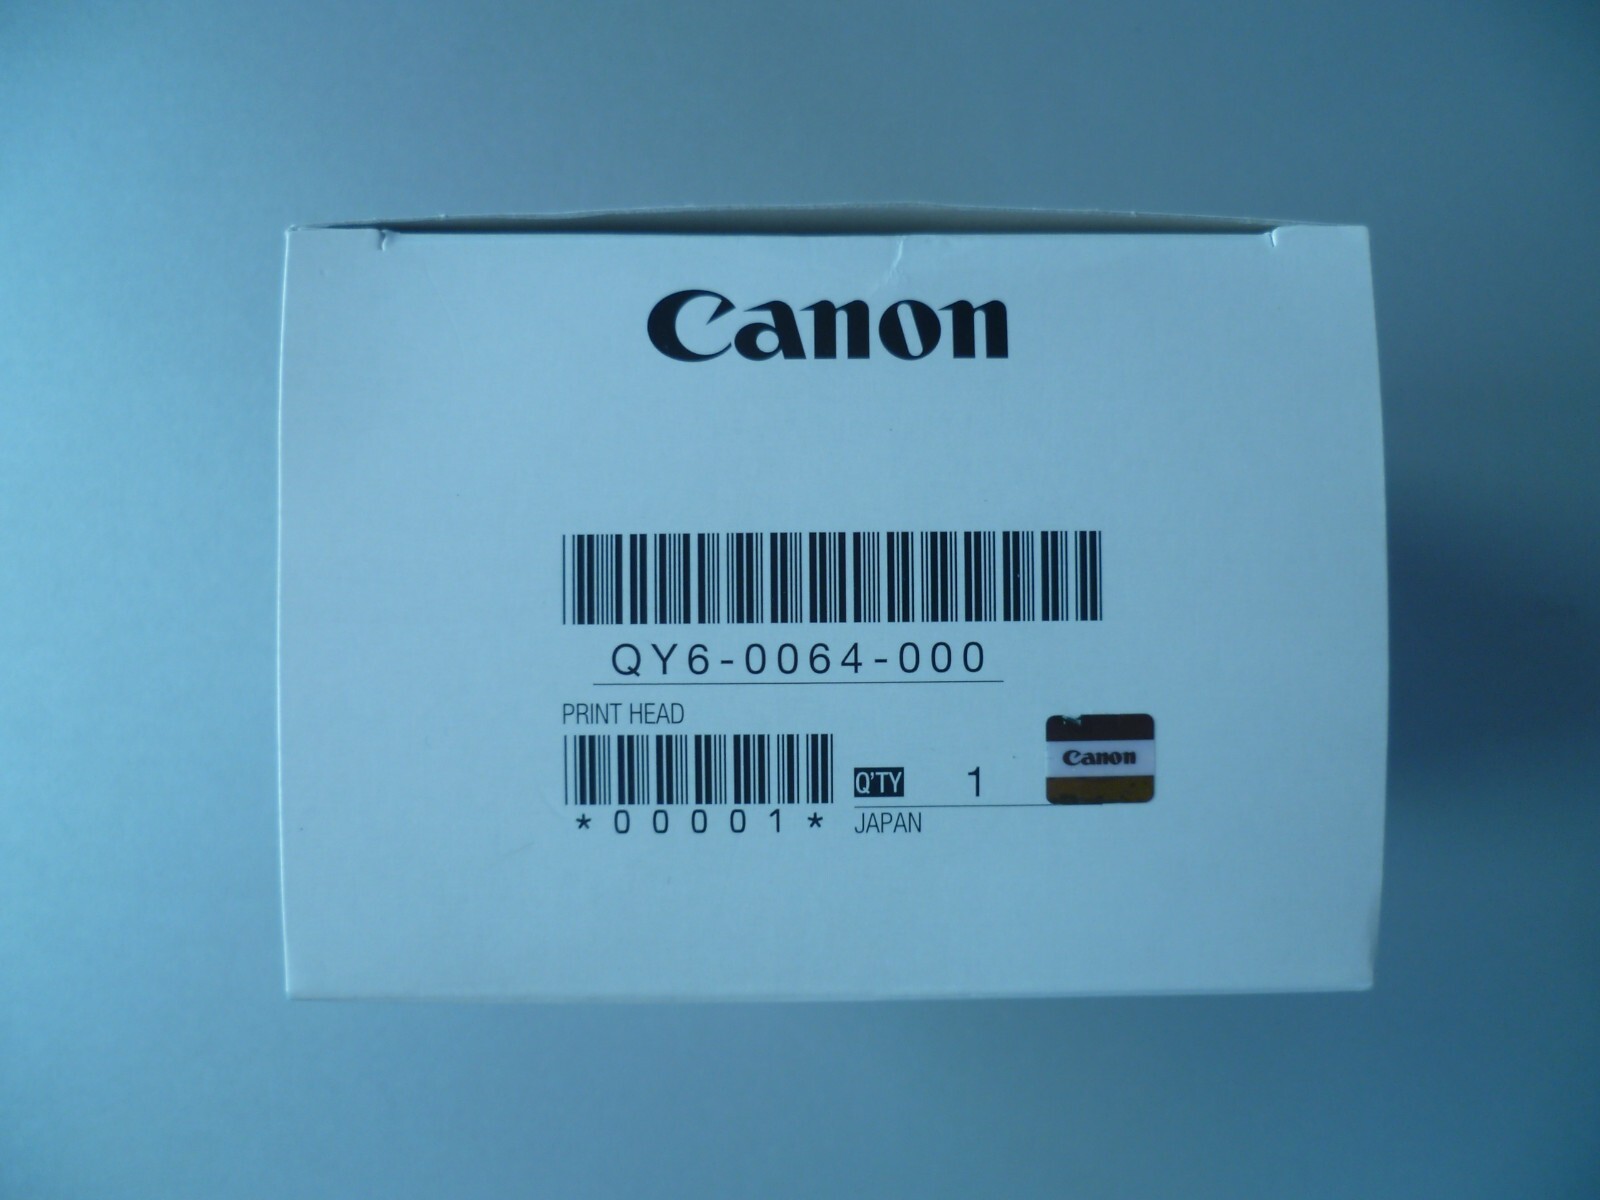 Canon
QY6-0064-000
PRINT HEAD
*00001*
Q'TY 1
Canon
JAPAN